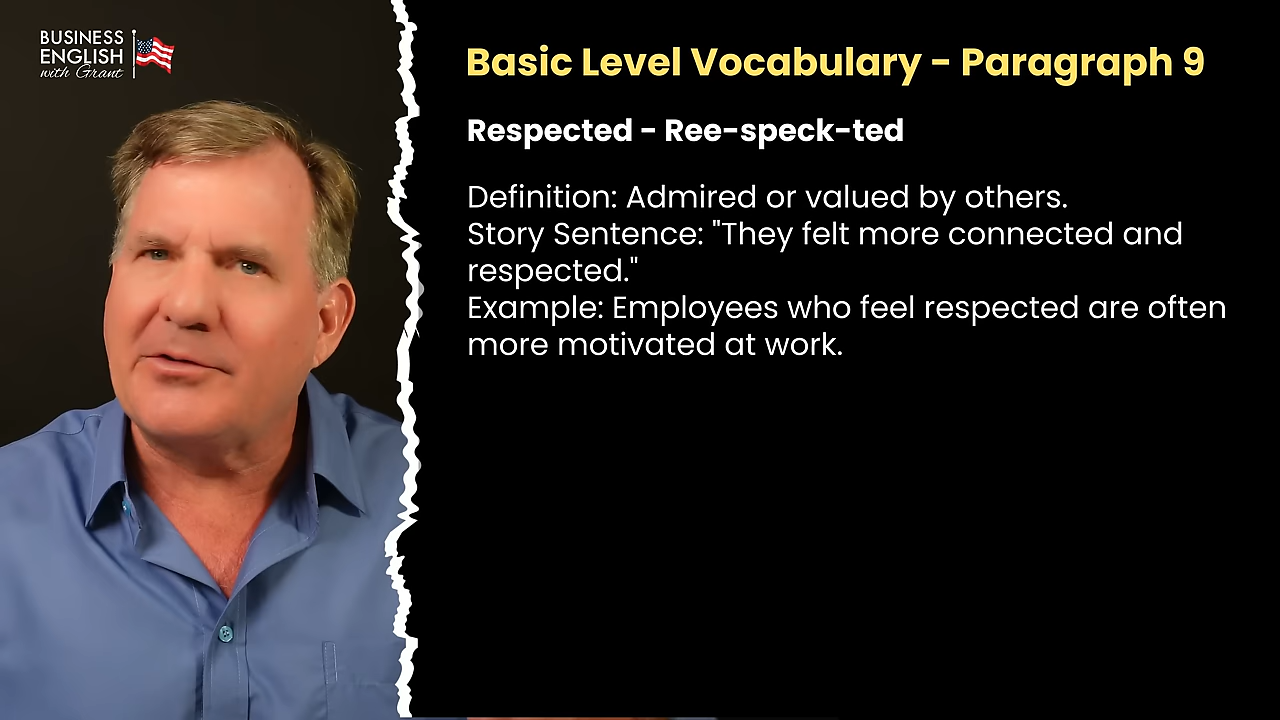 BUSINESS
ENGLISH
with Grant
Basic Level Vocabulary - Paragraph 9
Respected - Ree-speck-ted
Definition: Admired or valued by others.
Story Sentence: "They felt more connected and
respected."
Example: Employees who feel respected are often
more motivated at work.